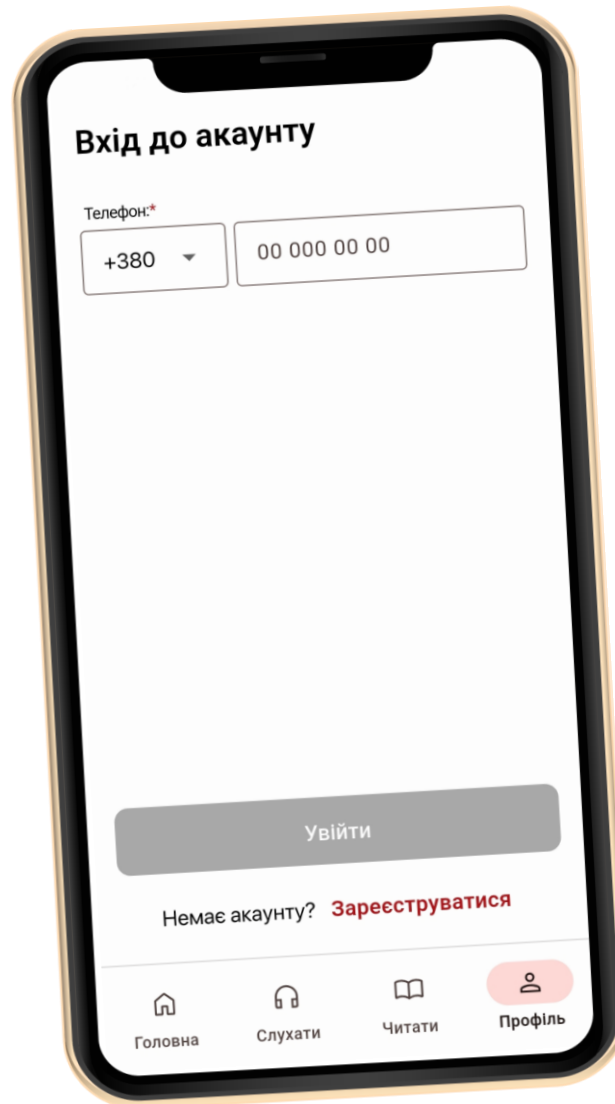 Вхід до акаунту
Телефон:*
+380 00 000 00 00
Увійти
Немає акаунту? Зареєструватися
Головна Слухати Читати Профіль